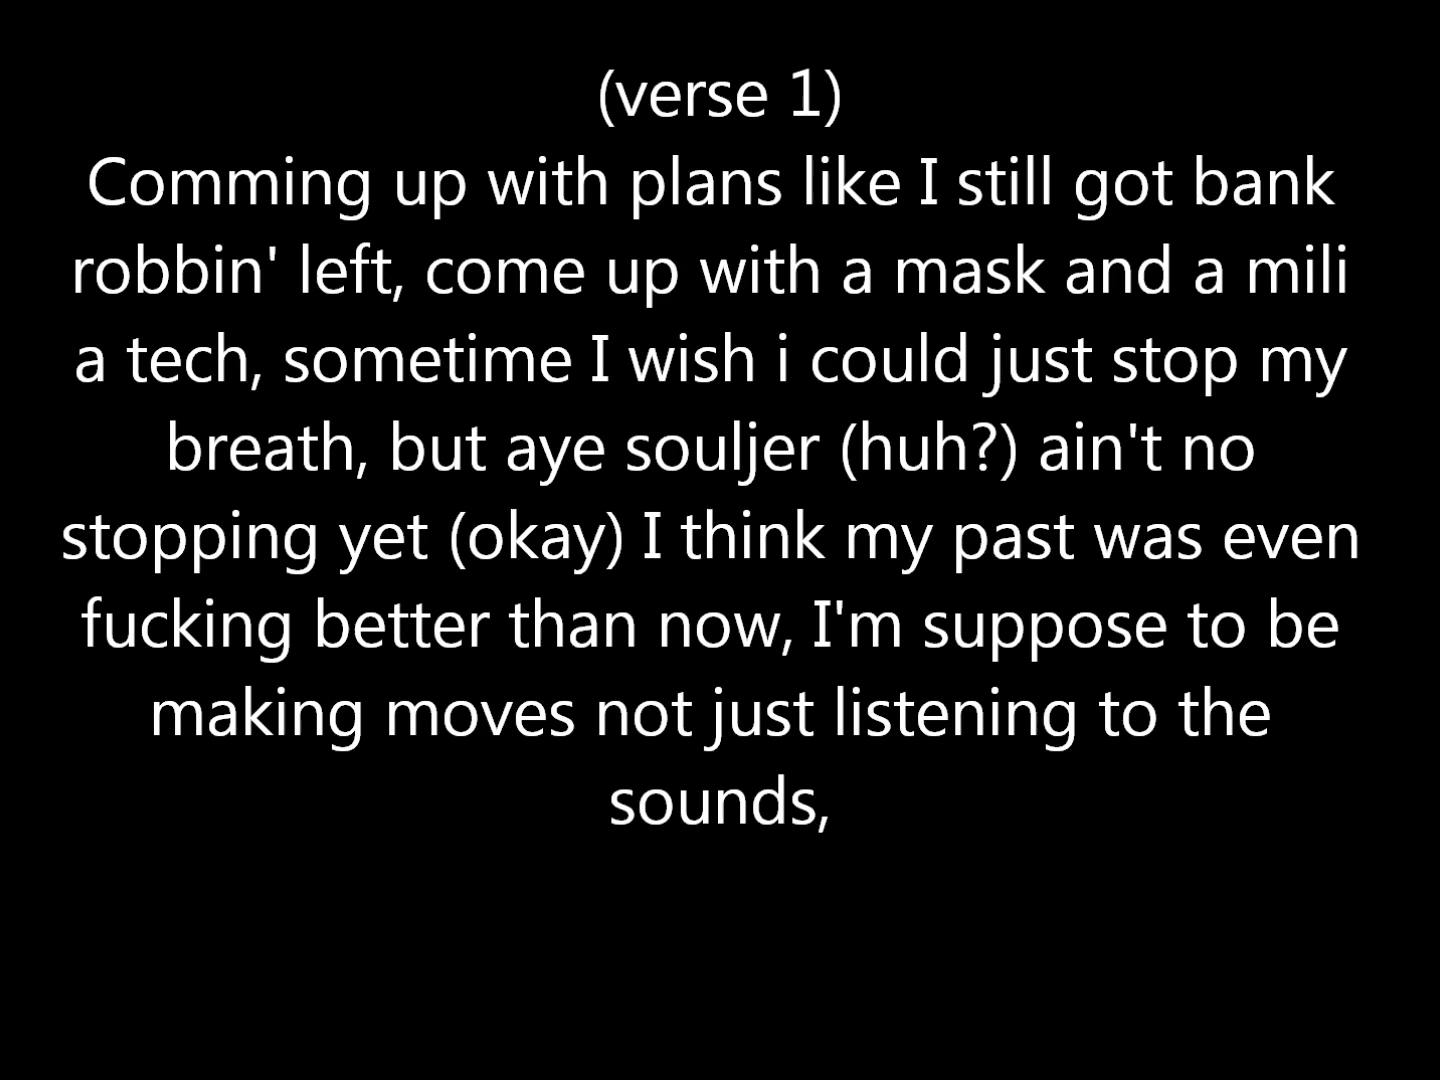 (verse 1)
Comming up with plans like I still got bank
robbin' left, come up with a mask and a mili
a tech, sometime I wish i could just stop my
breath, but aye souljer (huh?) ain't no
stopping yet (okay) I think my past was even
fucking better than now, I'm suppose to be
making moves not just listening to the
sounds,